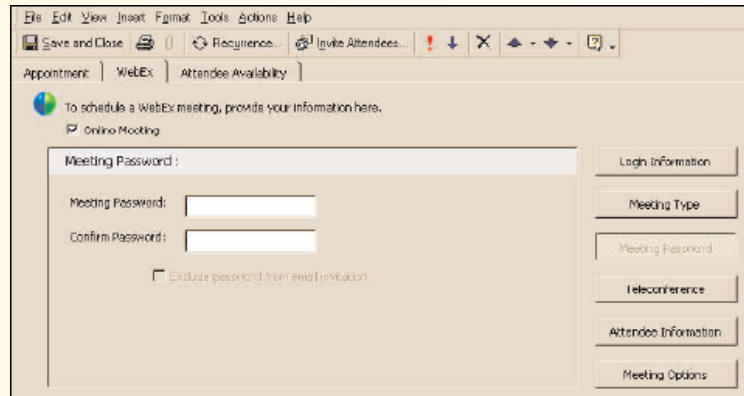 File Edit View Insert Format Tools Actions Help
Save and Close Recurrence... Invite Attendees...
Appointment WebEx Attendee Availability
To schedule a WebEx meeting, provide your information here.
Online Meeting
Meeting Password :
Meeting Password:
Confirm Password:
Exclude password from email invitation
Login Information
Meeting Type
Meeting Password
Teleconference
Attendee Information
Meeting Options